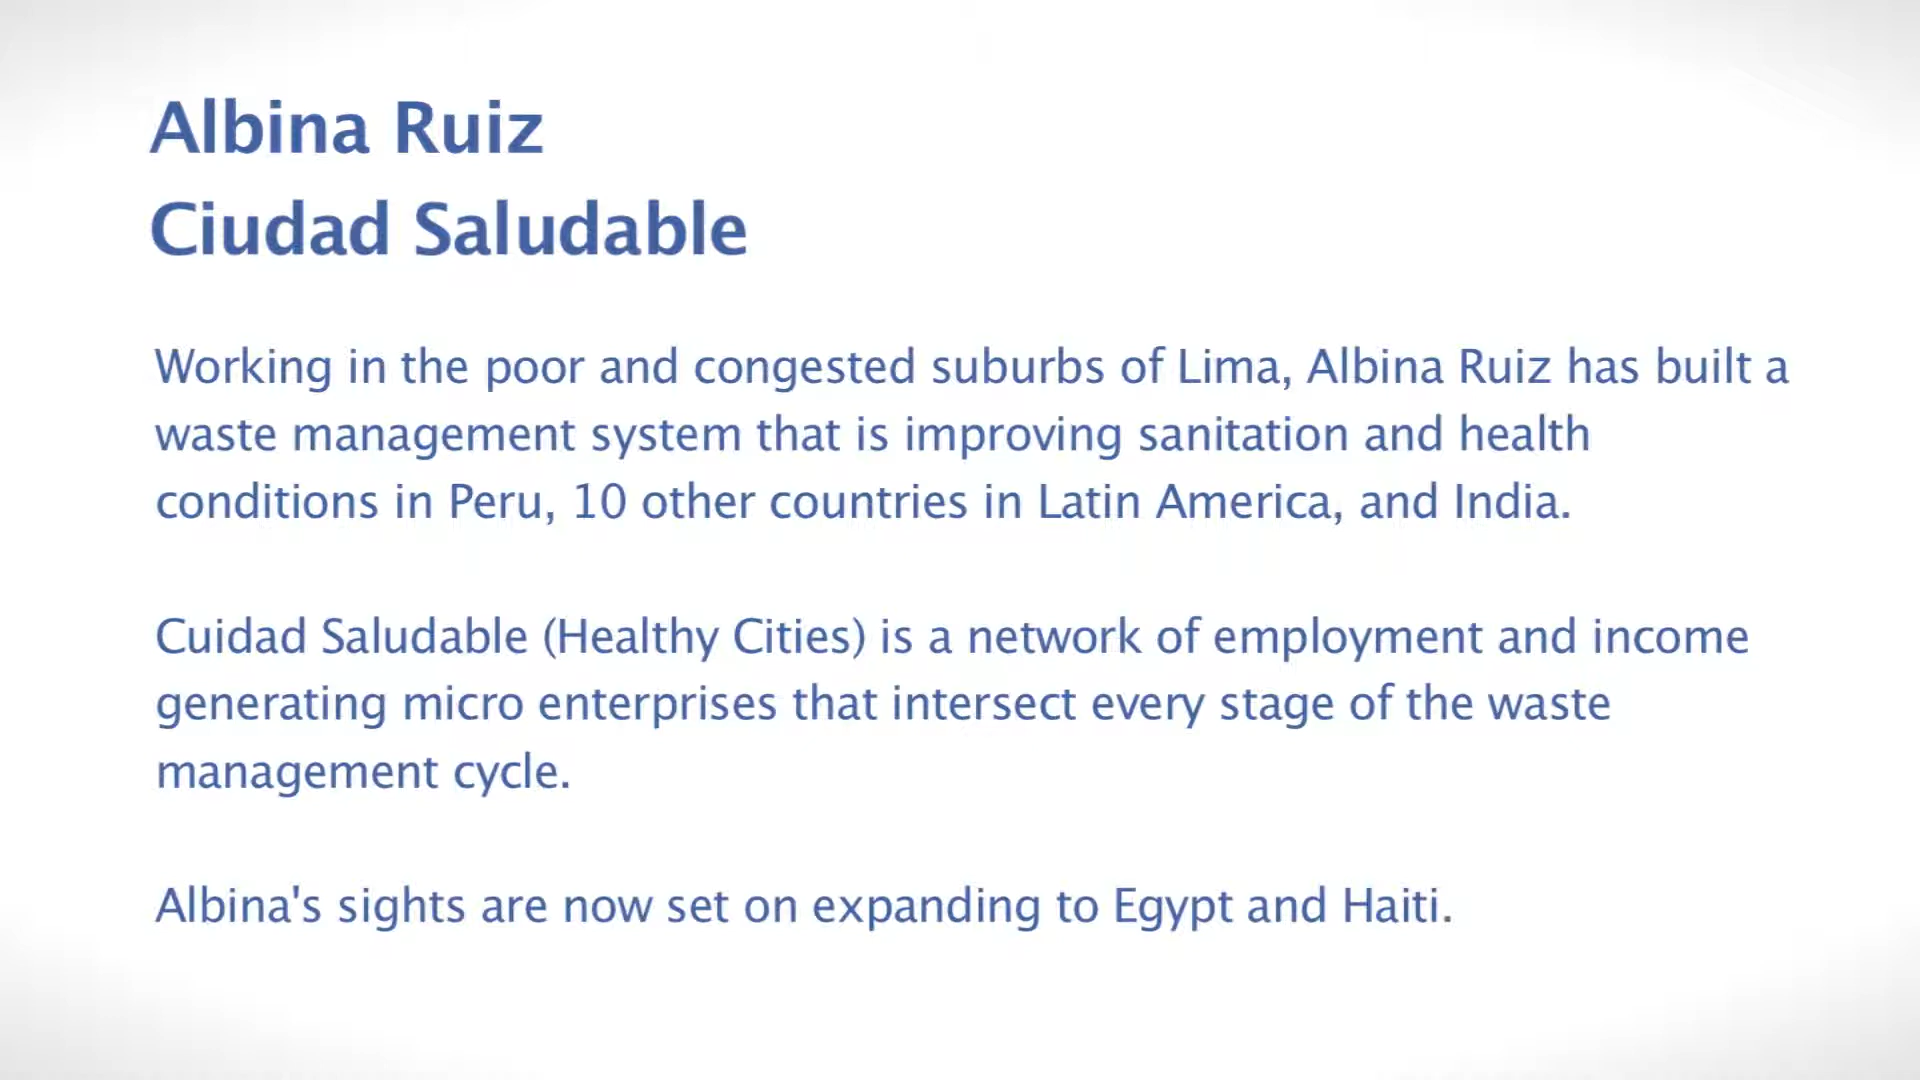 Albina Ruiz
Ciudad Saludable
Working in the poor and congested suburbs of Lima, Albina Ruiz has built a
waste management system that is improving sanitation and health
conditions in Peru, 10 other countries in Latin America, and India.
Cuidad Saludable (Healthy Cities) is a network of employment and income
generating micro enterprises that intersect every stage of the waste
management cycle.
Albina's sights are now set on expanding to Egypt and Haiti.